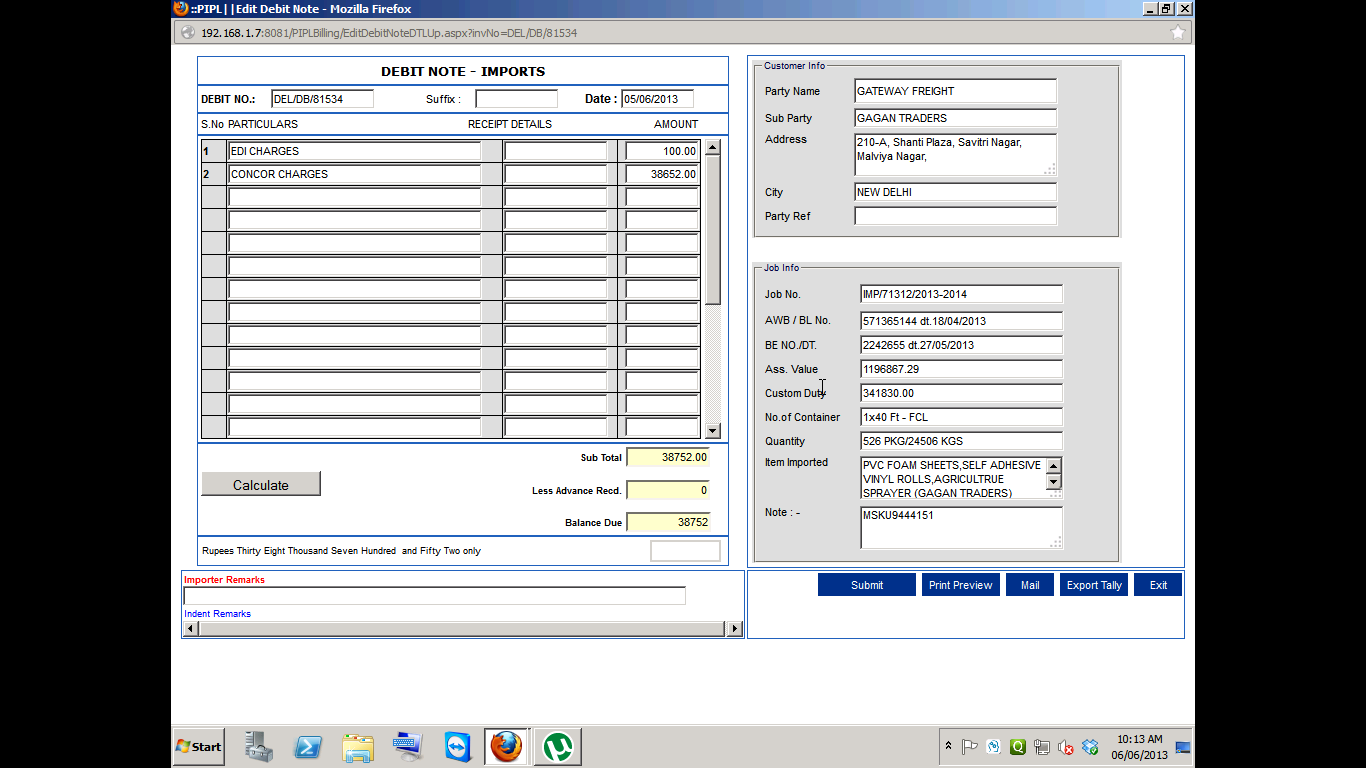 ::PIPL||Edit Debit Note - Mozilla Firefox
192.168.1.7:8081/PIPLBilling/EditDebitNoteDTLUp.aspx?invNo=DEL/DB/81534
DEBIT NOTE - IMPORTS
DEBIT NO.: DEL/DB/81534 Suffix : Date : 05/06/2013
S.No PARTICULARS RECEIPT DETAILS AMOUNT
1 EDI CHARGES 100.00
2 CONCOR CHARGES 38652.00
Sub Total 38752.00
Calculate
Less Advance Recd. 0
Balance Due 38752
Rupees Thirty Eight Thousand Seven Hundred and Fifty Two only
Importer Remarks
Indent Remarks
Customer Info
Party Name GATEWAY FREIGHT
Sub Party GAGAN TRADERS
Address 210-A, Shanti Plaza, Savitri Nagar,
Malviya Nagar,
City NEW DELHI
Party Ref
Job Info
Job No. IMP/71312/2013-2014
AWB / BL No. 571365144 dt.18/04/2013
BE NO./DT. 2242655 dt.27/05/2013
Ass. Value 1196867.29
Custom Duty 341830.00
No.of Container 1x40 Ft - FCL
Quantity 526 PKG/24506 KGS
Item Imported PVC FOAM SHEETS,SELF ADHESIVE
VINYL ROLLS,AGRICULTRUE
SPRAYER (GAGAN TRADERS)
Note : - MSKU9444151
Submit Print Preview Mail Export Tally Exit
Start
10:13 AM
06/06/2013